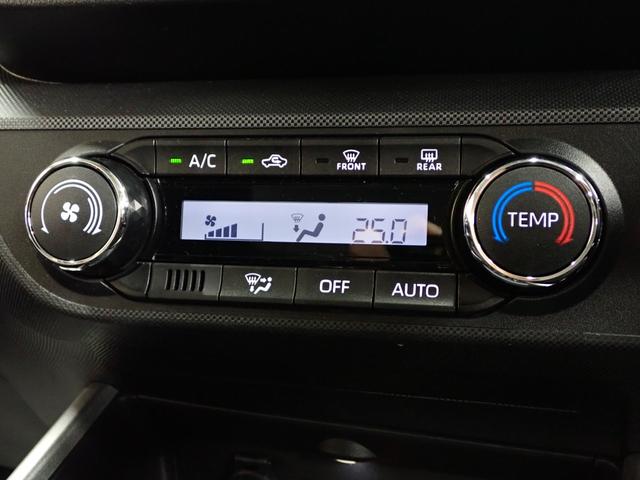 A/C FRONT REAR
25.0
TEMP
OFF AUTO